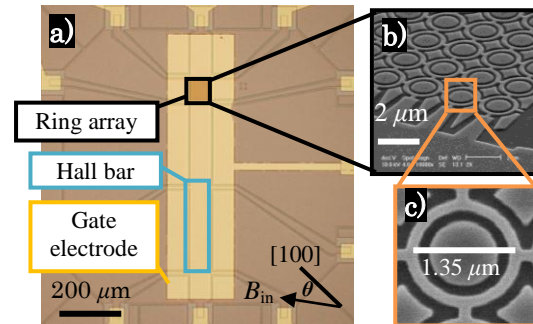 a)
b)
Ring array
2 μm
Hall bar
c)
Gate
electrode
[100]
1.35 μm
200 μm
B_in
θ